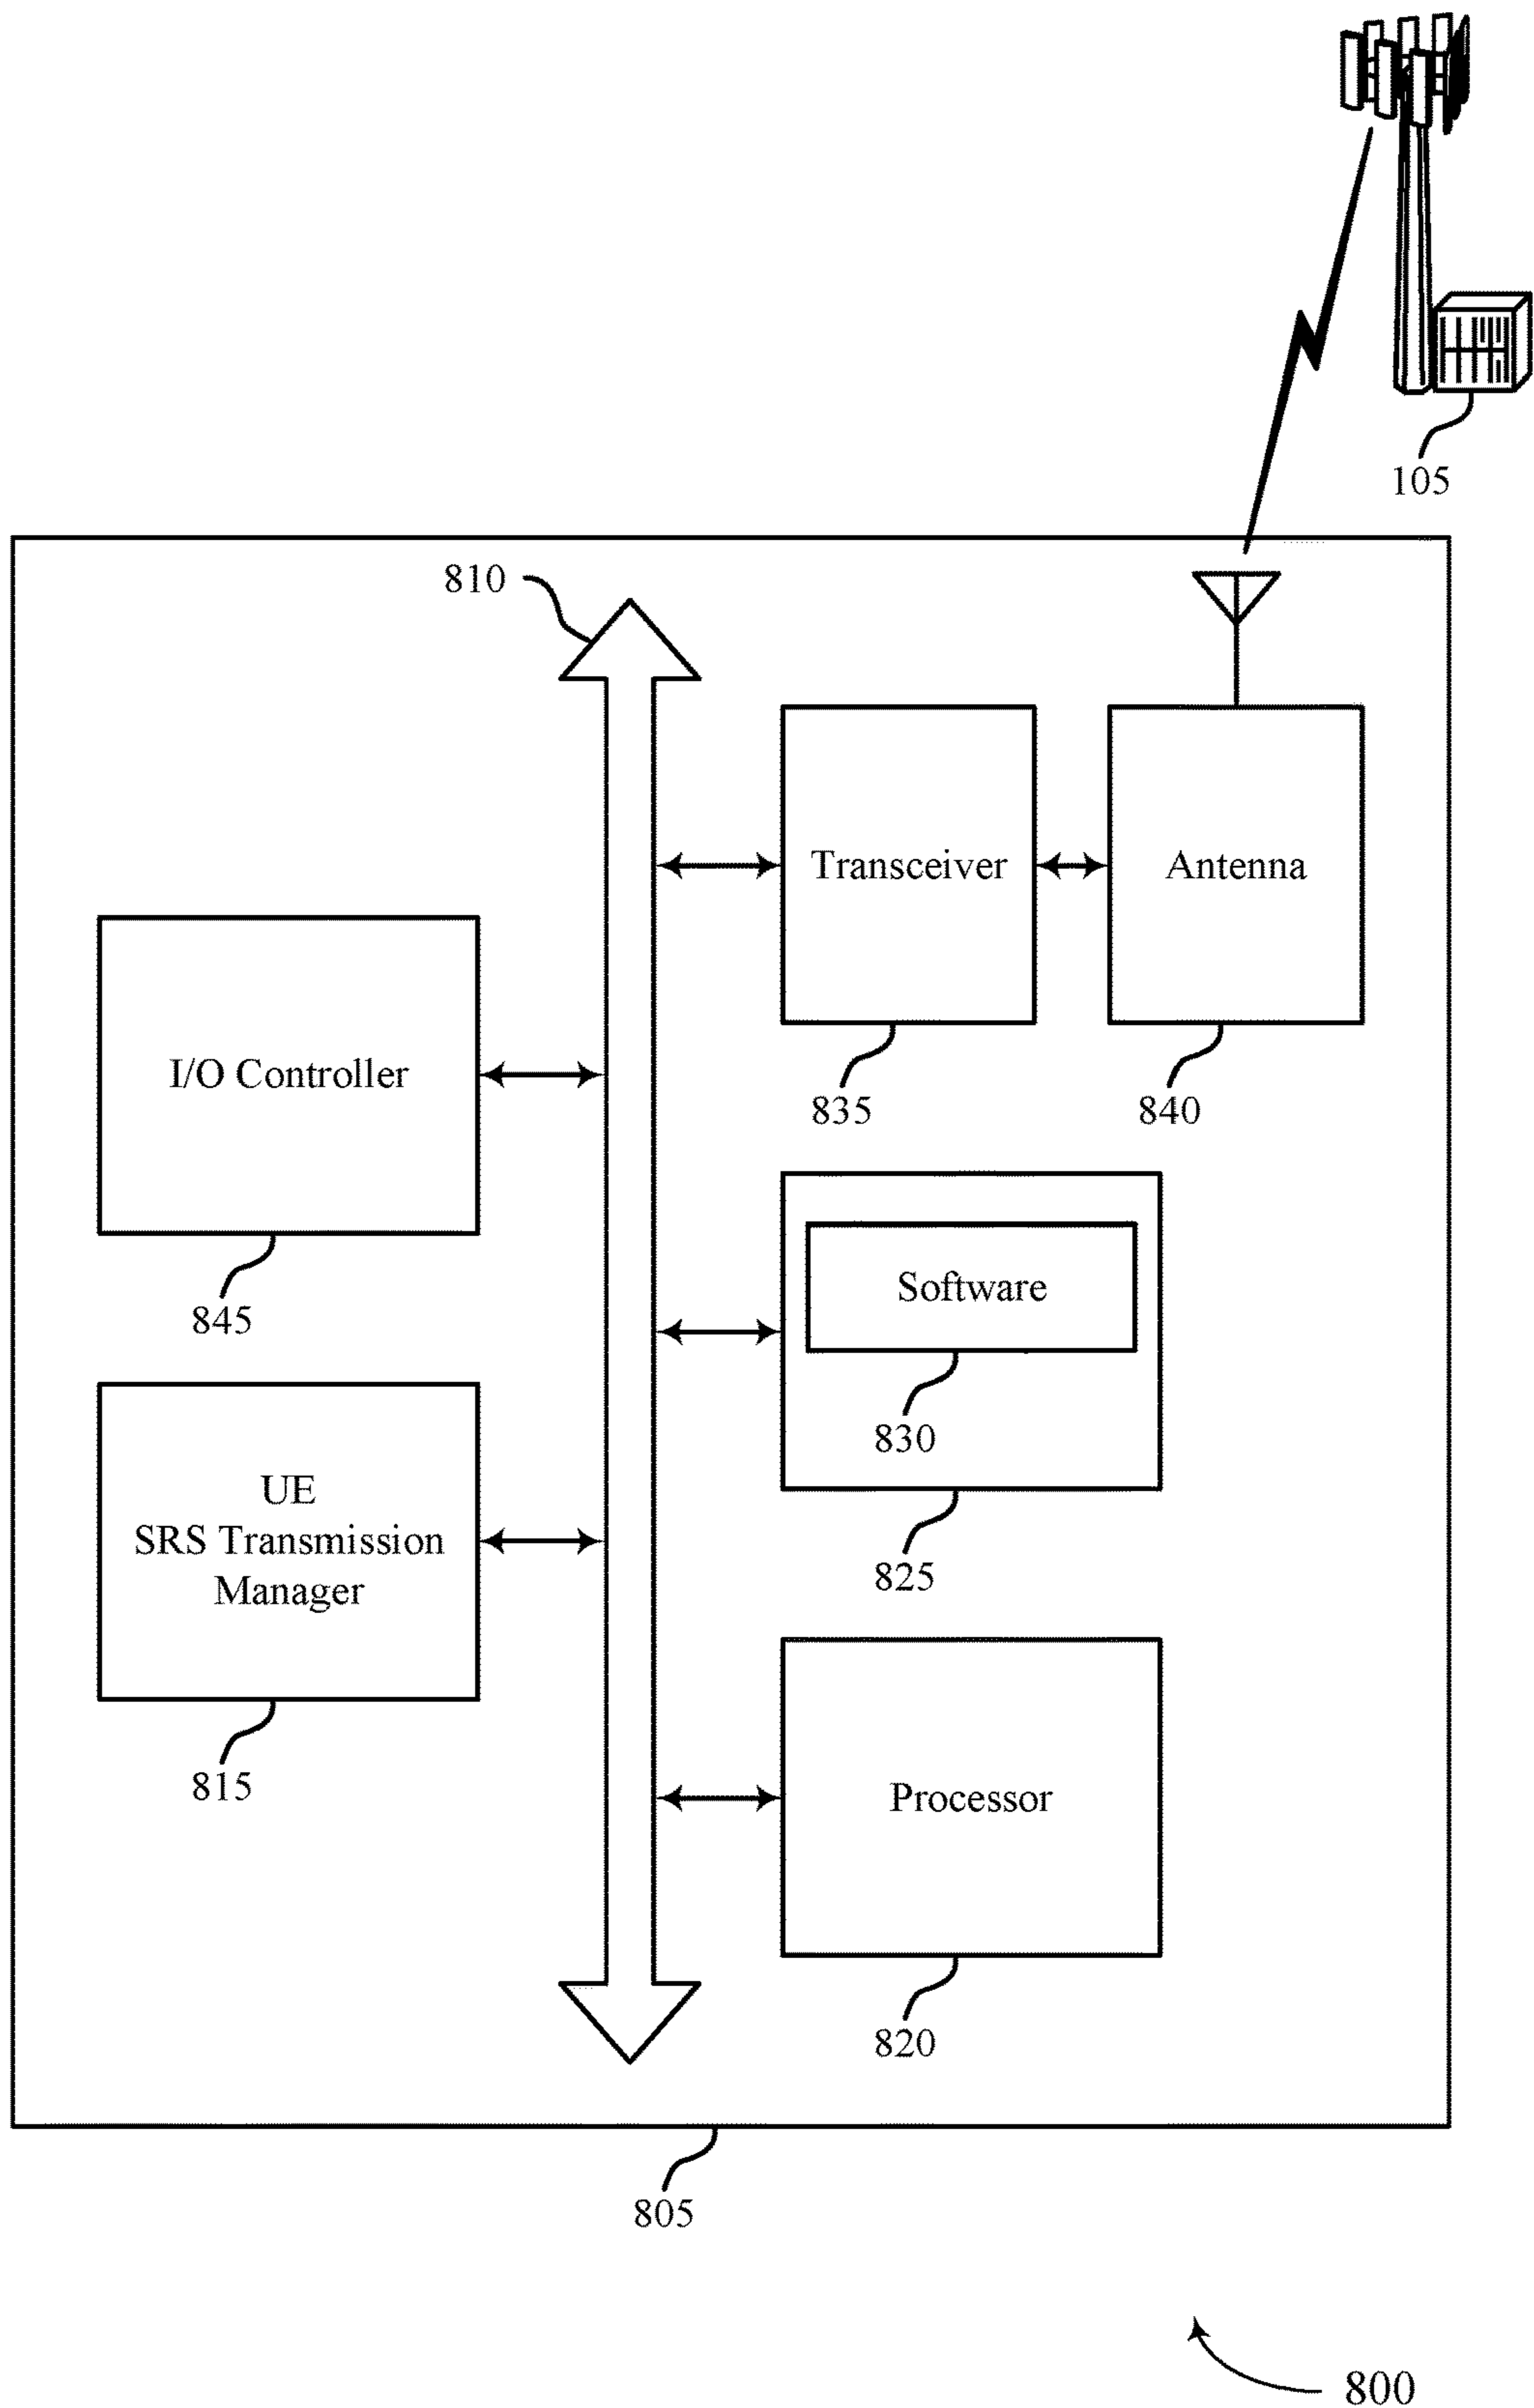 105
810
Transceiver
Antenna
835
840
I/O Controller
845
Software
830
825
UE
SRS Transmission
Manager
815
Processor
820
805
800